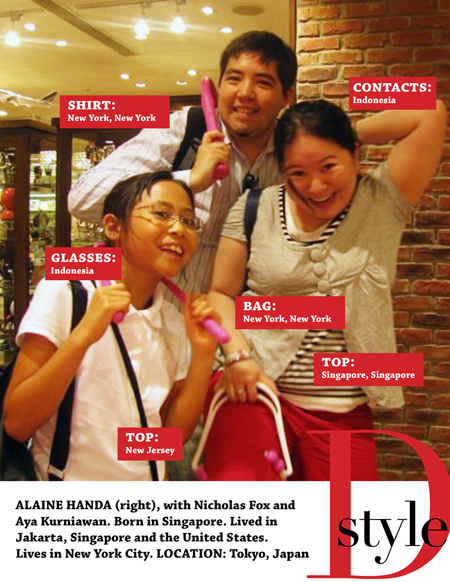 CONTACTS:
Indonesia
SHIRT:
New York, New York
GLASSES:
Indonesia
BAG:
New York, New York
TOP:
Singapore, Singapore
TOP:
New Jersey
ALAINE HANDA (right), with Nicholas Fox and
Aya Kurniawan. Born in Singapore. Lived in
Jakarta, Singapore and the United States.
Lives in New York City. LOCATION: Tokyo, Japan
D
style